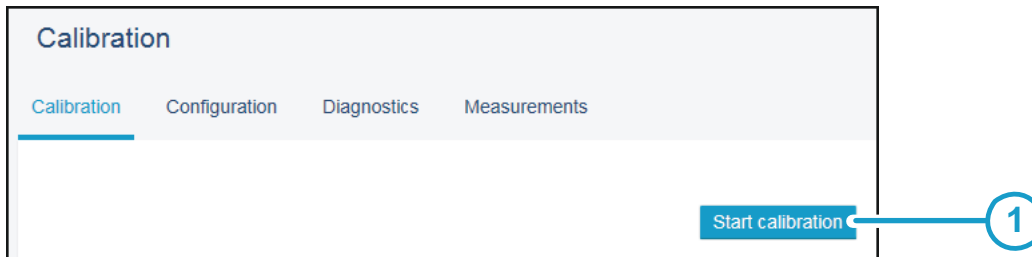 Calibration
Calibration Configuration Diagnostics Measurements
Start calibration
1